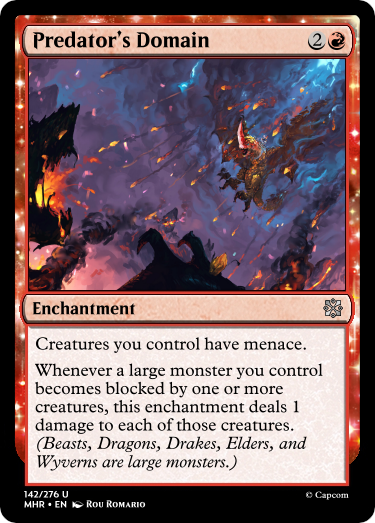 Predator's Domain 2
Enchantment
Creatures you control have menace.
Whenever a large monster you control
becomes blocked by one or more
creatures, this enchantment deals 1
damage to each of those creatures.
(Beasts, Dragons, Drakes, Elders, and
Wyverns are large monsters.)
142/276 U
MHR • EN Rou Romario
© Capcom